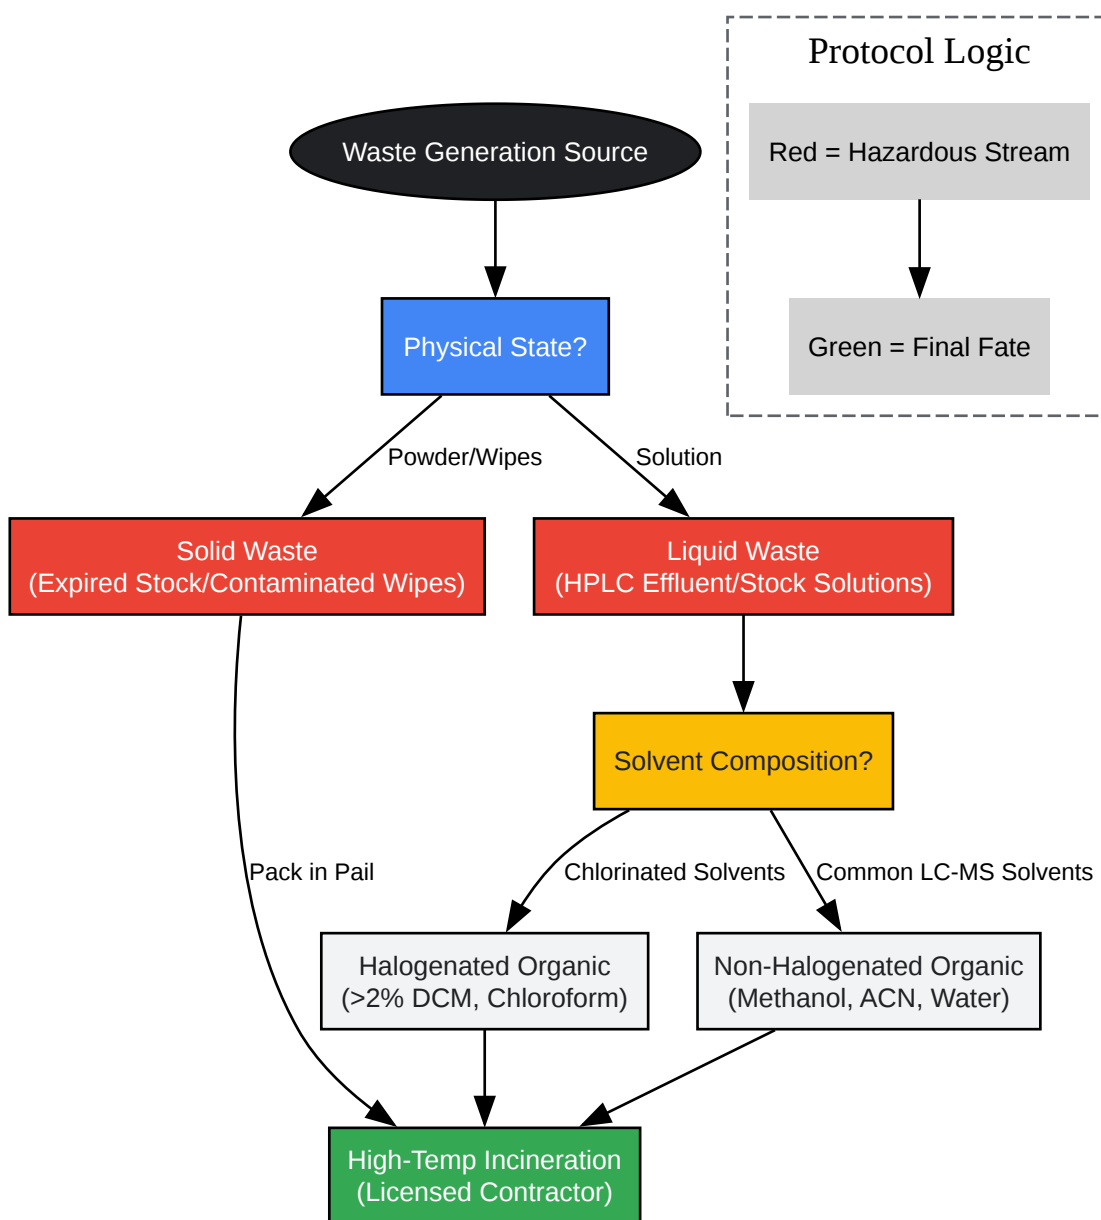 Protocol Logic
Red = Hazardous Stream
Green = Final Fate
Waste Generation Source
Physical State?
Powder/Wipes
Solution
Solid Waste
(Expired Stock/Contaminated Wipes)
Liquid Waste
(HPLC Effluent/Stock Solutions)
Solvent Composition?
Pack in Pail
Chlorinated Solvents
Common LC-MS Solvents
Halogenated Organic
(>2% DCM, Chloroform)
Non-Halogenated Organic
(Methanol, ACN, Water)
High-Temp Incineration
(Licensed Contractor)